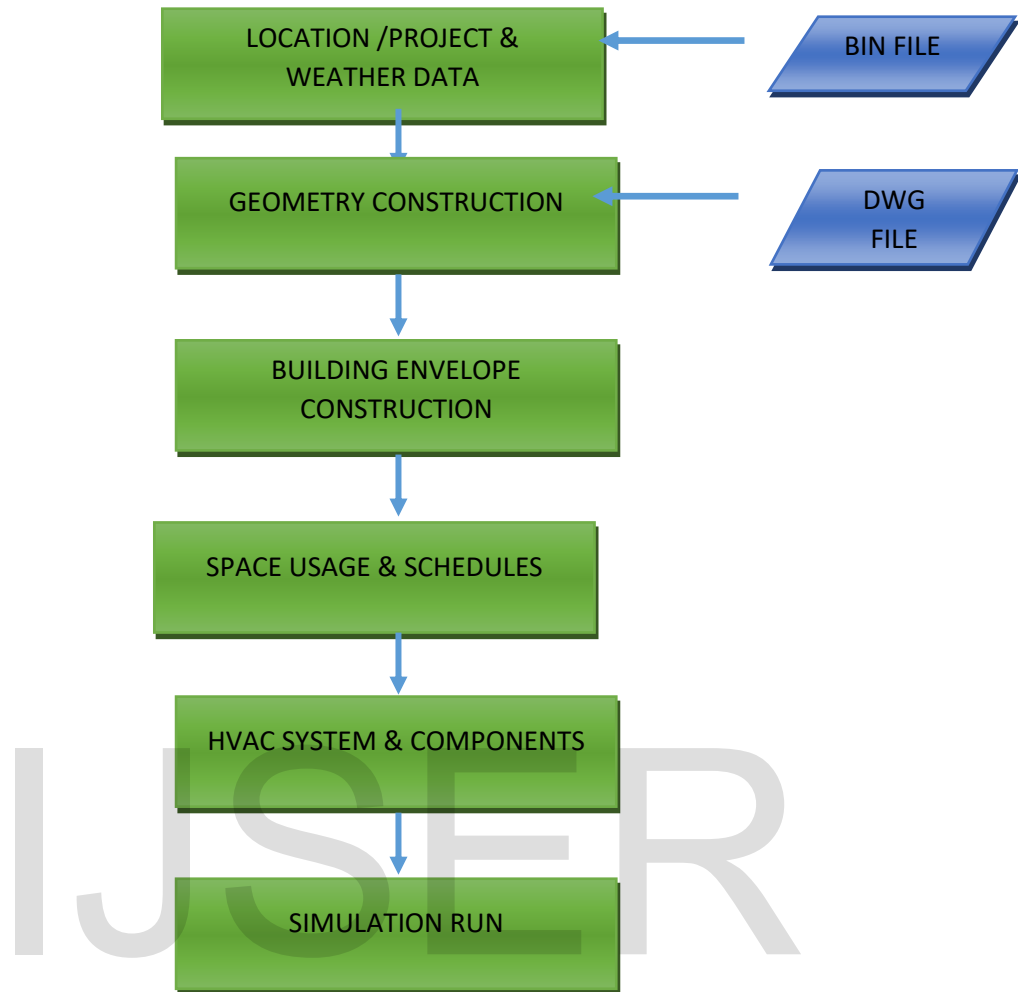 LOCATION /PROJECT &
WEATHER DATA
BIN FILE
GEOMETRY CONSTRUCTION
DWG
FILE
BUILDING ENVELOPE
CONSTRUCTION
SPACE USAGE & SCHEDULES
HVAC SYSTEM & COMPONENTS
IJSER
SIMULATION RUN